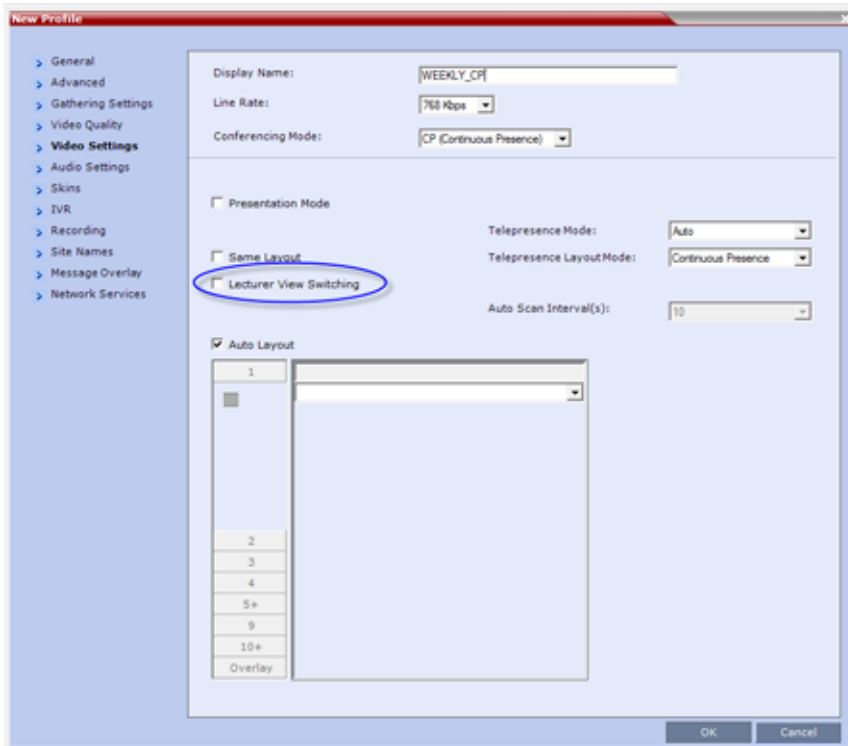 New Profile
General
Advanced
Gathering Settings
Video Quality
Video Settings
Audio Settings
Skins
IVR
Recording
Site Names
Message Overlay
Network Services
Display Name: WEEKLY_CP
Line Rate: 768 Kbps
Conferencing Mode: CP (Continuous Presence)
Presentation Mode
Telepresence Mode: Auto
Same Layout
Telepresence LayoutMode: Continuous Presence
Lecturer View Switching
Auto Scan Interval(s): 10
Auto Layout
1
2
3
4
5+
9
10+
Overlay
OK
Cancel